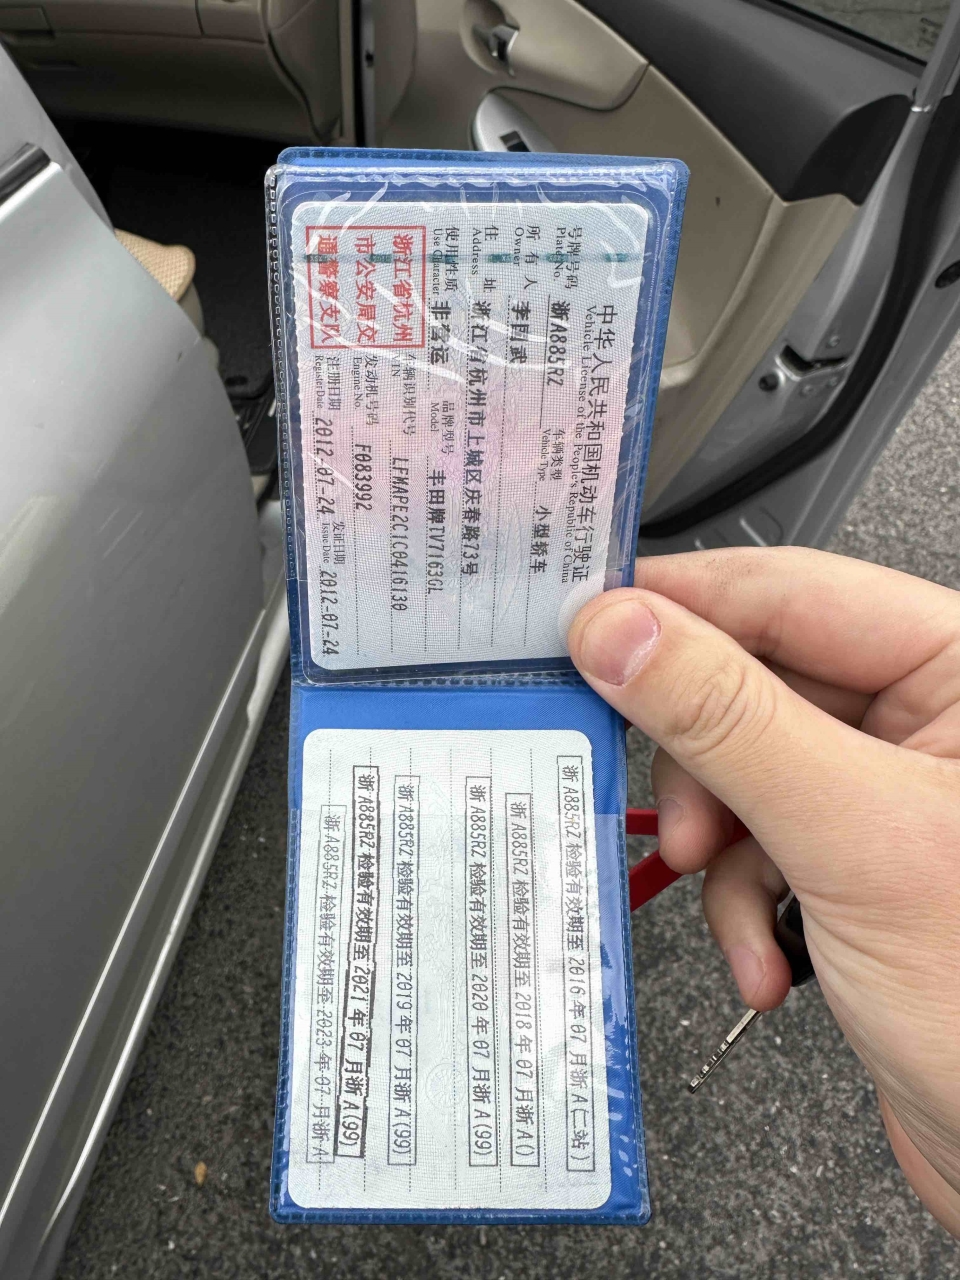 中华人民共和国机动车行驶证
Vehicle License of the People's Republic of China
号牌号码 浙A885RZ 车辆类型 小型轿车
Plate No. Vehicle Type
所有人 李国武
Owner
住址 浙江省杭州市上城区庆春路73号
Address
使用性质 非营运 品牌型号 丰田牌TV7163GL
Use Character Model
浙江省杭州
市公安局交
通警察支队
车辆识别代号 LFMAPE2C1C0416130
VIN
发动机号码 F083992
Engine No.
注册日期 2012-07-24 发证日期 2012-07-24
Register Date Issue Date
浙A885RZ 检验有效期至 2016 年 07 月浙 A(仁站)
浙A885RZ 检验有效期至 2018 年 07 月浙A()
浙A885RZ 检验有效期至 2020 年 07 月浙 A(99)
浙A885RZ 检验有效期至 2019 年 07 月浙 A(99)
浙A885RZ 检验有效期至 2021 年 07 月浙 A(99)
浙A885RZ 检验有效期至 2023 年 07 月浙 A